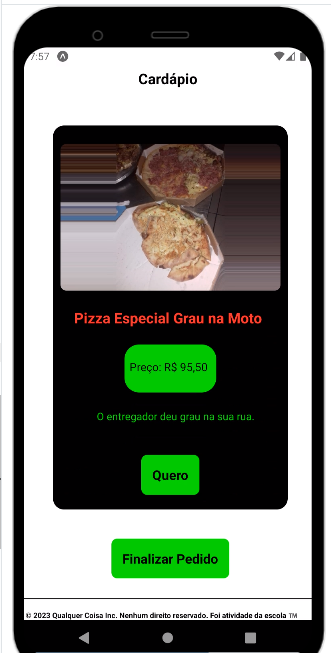 7:57
Cardápio
Pizza Especial Grau na Moto
Preço: R$ 95,50
O entregador deu grau na sua rua.
Quero
Finalizar Pedido
© 2023 Qualquer Coisa Inc. Nenhum direito reservado. Foi atividade da escola ™